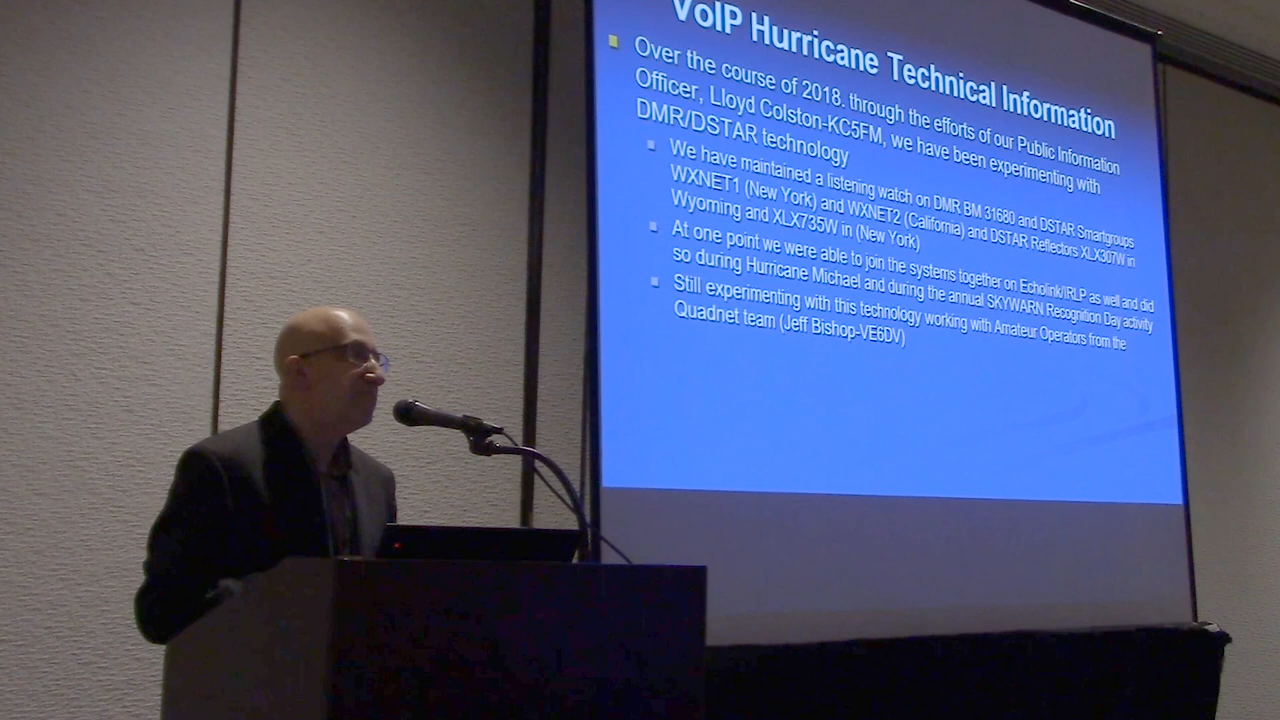 VoIP Hurricane Technical Information
Over the course of 2018. through the efforts of our Public Information
Officer, Lloyd Colston-KC5FM, we have been experimenting with
DMR/DSTAR technology
We have maintained a listening watch on DMR BM 31680 and DSTAR Smartgroups
WXNET1 (New York) and WXNET2 (California) and DSTAR Reflectors XLX307W in
Wyoming and XLX735W in (New York)
At one point we were able to join the systems together on Echolink/IRLP as well and did
so during Hurricane Michael and during the annual SKYWARN Recognition Day activity
Still experimenting with this technology working with Amateur Operators from the
Quadnet team (Jeff Bishop-VE6DV)